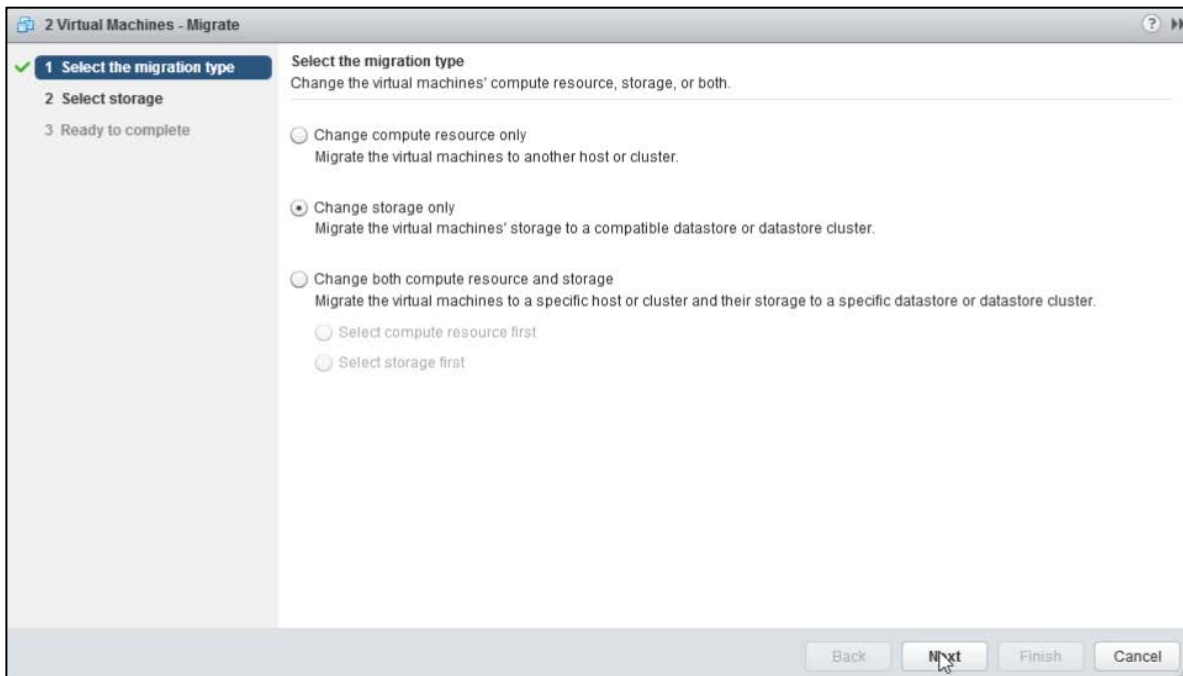 2 Virtual Machines - Migrate
?
1 Select the migration type
2 Select storage
3 Ready to complete
Select the migration type
Change the virtual machines' compute resource, storage, or both.
Change compute resource only
Migrate the virtual machines to another host or cluster.
Change storage only
Migrate the virtual machines' storage to a compatible datastore or datastore cluster.
Change both compute resource and storage
Migrate the virtual machines to a specific host or cluster and their storage to a specific datastore or datastore cluster.
Select compute resource first
Select storage first
Back
Next
Finish
Cancel